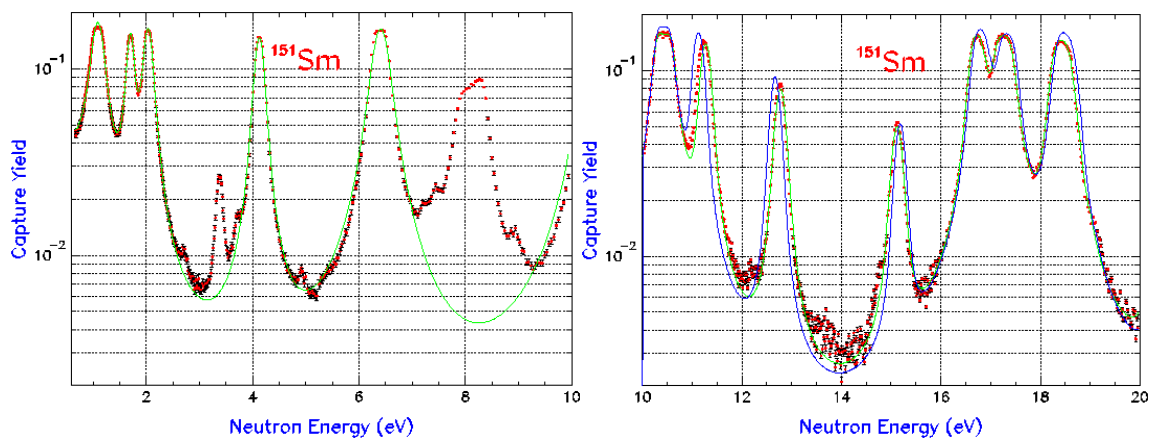 151Sm
10⁻¹
10⁻²
Capture Yield
2 4 6 8 10
Neutron Energy (eV)
151Sm
10⁻¹
10⁻²
Capture Yield
10 12 14 16 18 20
Neutron Energy (eV)